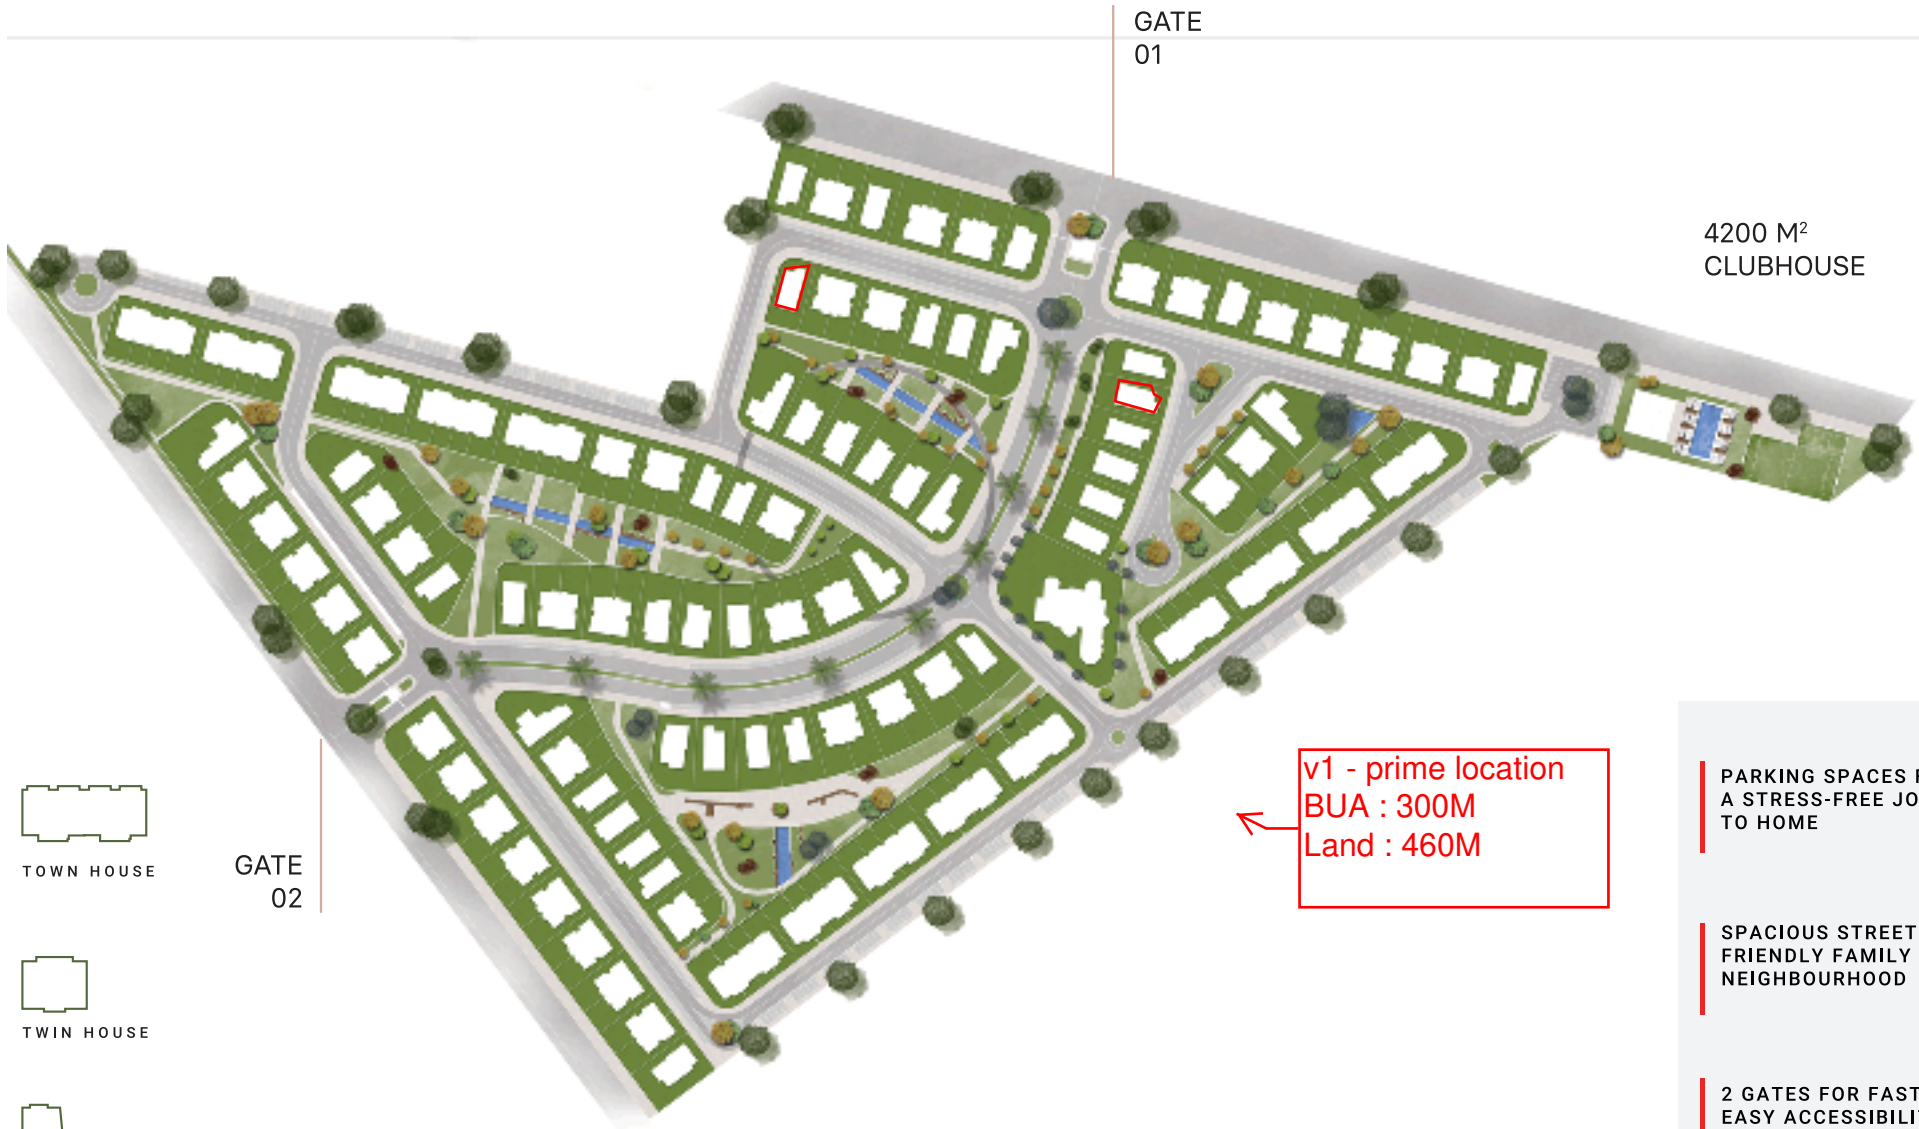 GATE
01
4200 M²
CLUBHOUSE
v1 - prime location
BUA : 300M
Land : 460M
TOWN HOUSE
GATE
02
TWIN HOUSE
PARKING SPACES
A STRESS-FREE
TO HOME
SPACIOUS STREET
FRIENDLY FAMILY
NEIGHBOURHOOD
2 GATES FOR FAST
EASY